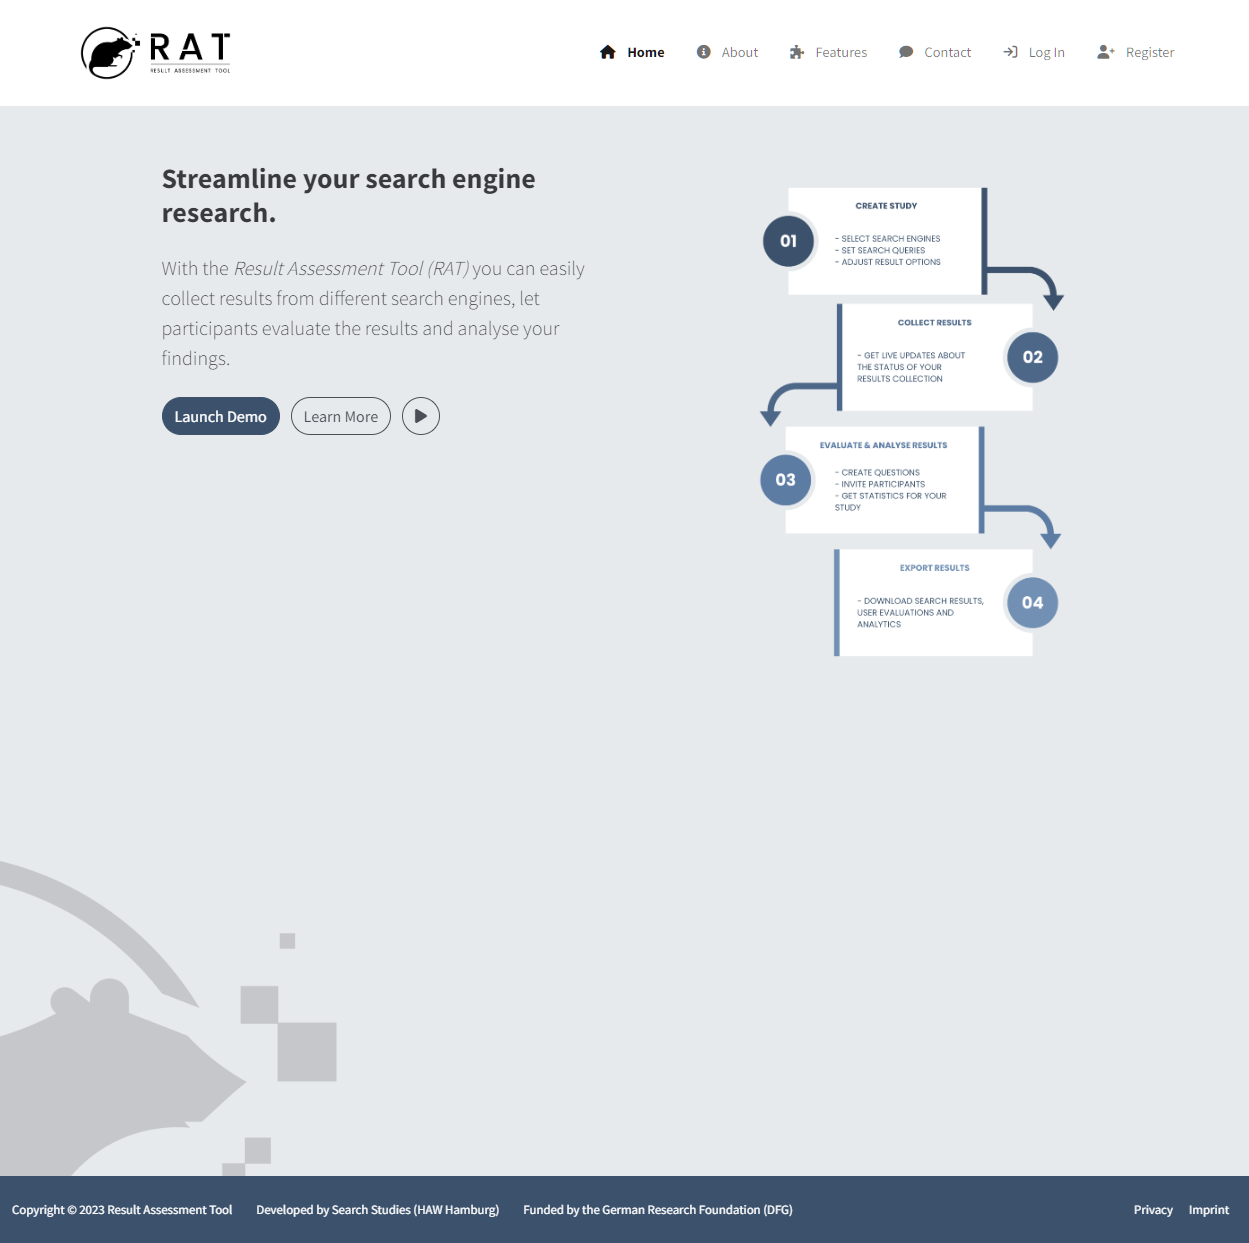 RAT
RESULT ASSESSMENT TOOL
Home
About
Features
Contact
Log In
Register
Streamline your search engine
research.
With the Result Assessment Tool (RAT) you can easily
collect results from different search engines, let
participants evaluate the results and analyse your
findings.
Launch Demo
Learn More
01
CREATE STUDY
- SELECT SEARCH ENGINES
- SET SEARCH QUERIES
- ADJUST RESULT OPTIONS
02
COLLECT RESULTS
- GET LIVE UPDATES ABOUT
THE STATUS OF YOUR
RESULTS COLLECTION
03
EVALUATE & ANALYSE RESULTS
- CREATE QUESTIONS
- INVITE PARTICIPANTS
- GET STATISTICS FOR YOUR
STUDY
04
EXPORT RESULTS
- DOWNLOAD SEARCH RESULTS,
USER EVALUATIONS AND
ANALYTICS
Copyright © 2023 Result Assessment Tool
Developed by Search Studies (HAW Hamburg)
Funded by the German Research Foundation (DFG)
Privacy
Imprint